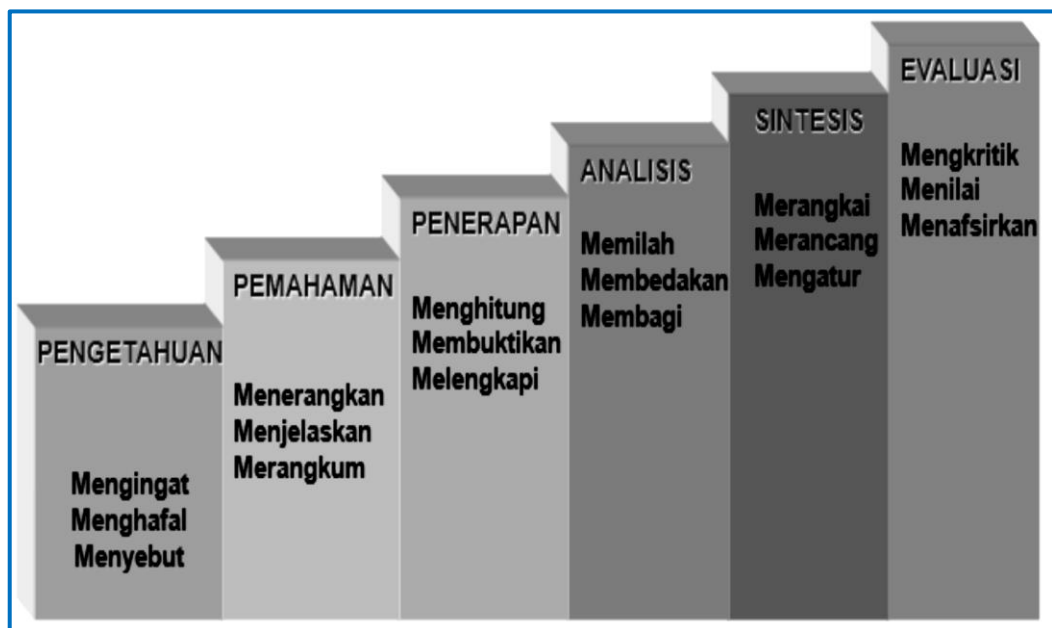 PENGETAHUAN
Mengingat
Menghafal
Menyebut
PEMAHAMAN
Menerangkan
Menjelaskan
Merangkum
PENERAPAN
Menghitung
Membuktikan
Melengkapi
ANALISIS
Memilah
Membedakan
Membagi
SINTESIS
Merangkai
Merancang
Mengatur
EVALUASI
Mengkritik
Menilai
Menafsirkan